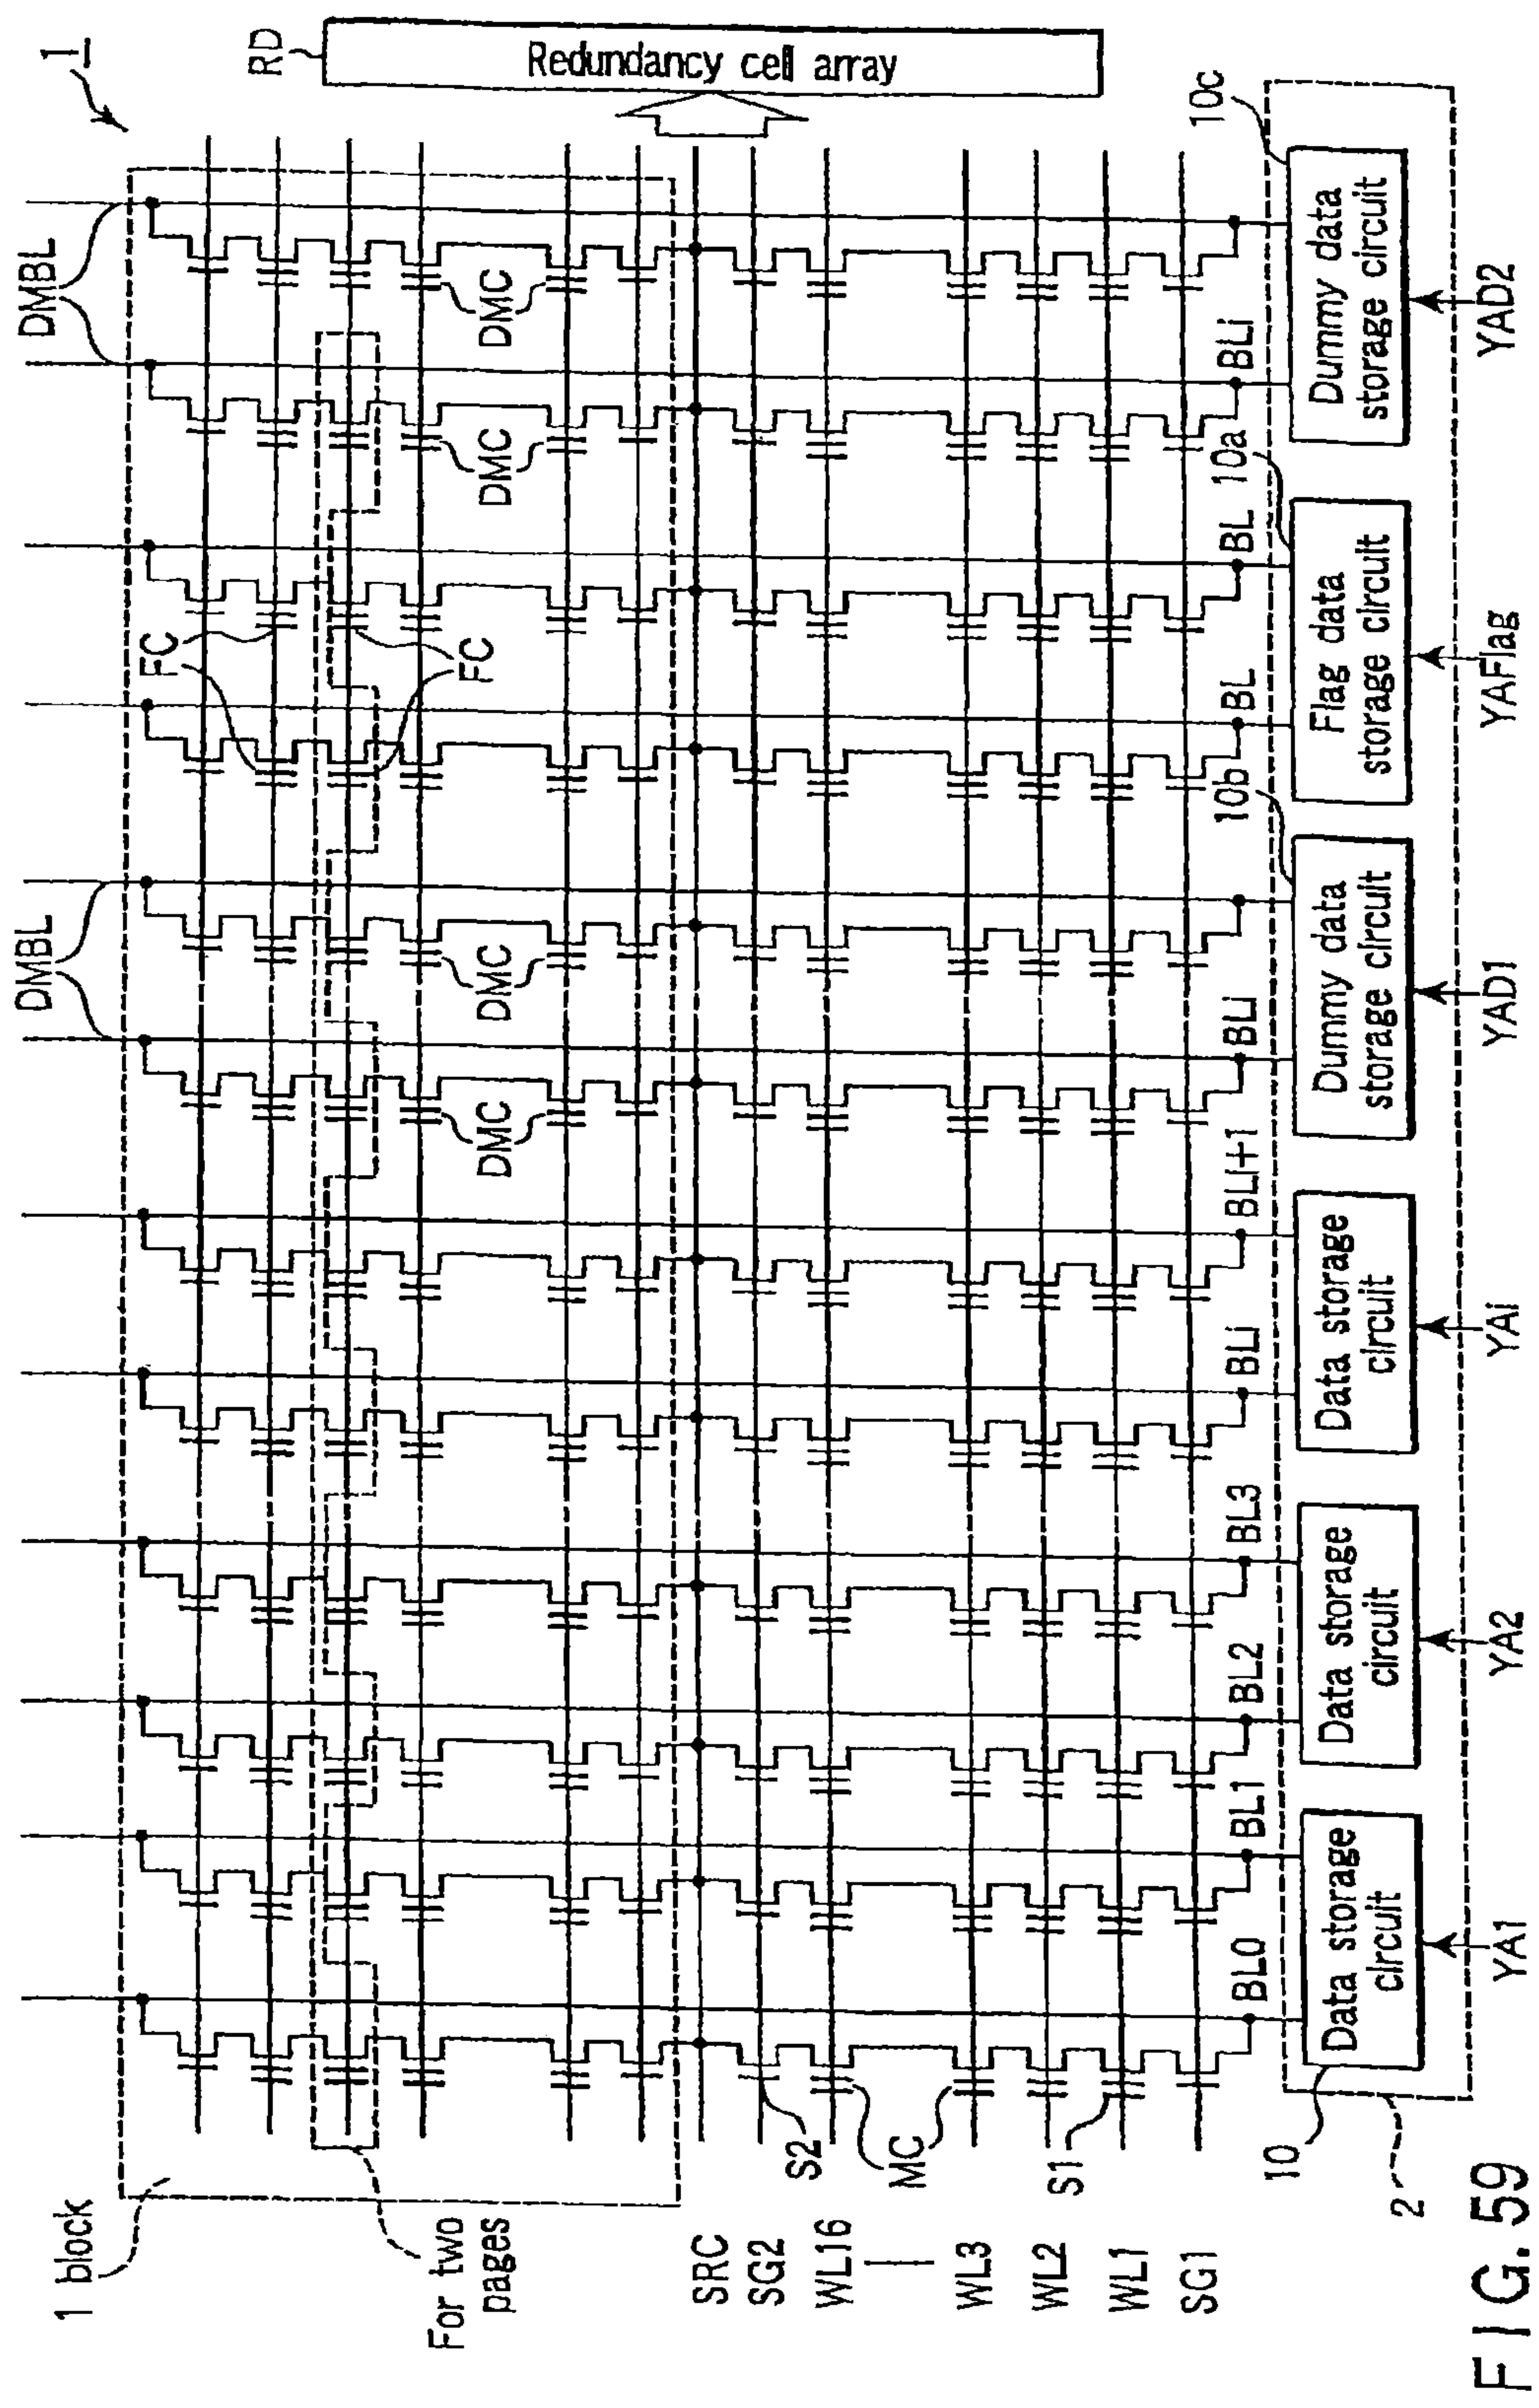 1
RD
Redundancy cell array
DMBL
DMBL
1 block
FC
FC
DMC
DMC
DMC
DMC
For two
pages
SRC
SG2
WL16
WL3
WL2
WL1
SG1
S2
MC
S1
BL0
BL1
BL2
BL3
BLi
BLi+1
BLi
BL
BL
BLi
10
10b
10a
10c
2
Data storage
circuit
Data storage
circuit
Data storage
circuit
Dummy data
storage circuit
Flag data
storage circuit
Dummy data
storage circuit
YA1
YA2
YAi
YAD1
YAFlag
YAD2
FIG. 59